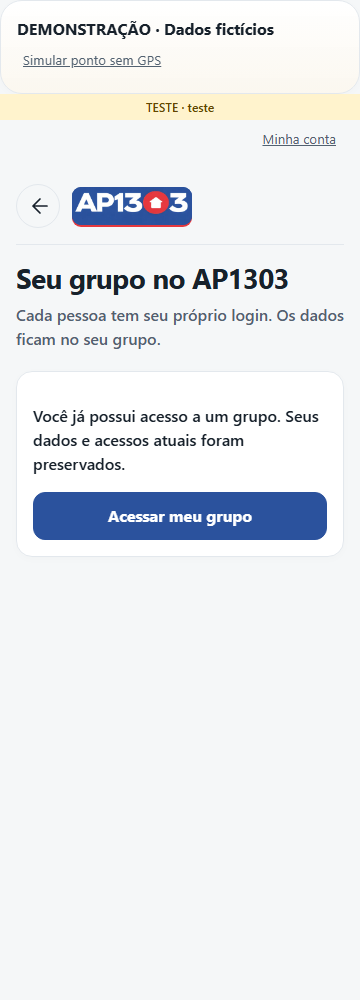 DEMONSTRAÇÃO · Dados fictícios
Simular ponto sem GPS
TESTE · teste
Minha conta
AP1303
Seu grupo no AP1303
Cada pessoa tem seu próprio login. Os dados
ficam no seu grupo.
Você já possui acesso a um grupo. Seus
dados e acessos atuais foram
preservados.
Acessar meu grupo